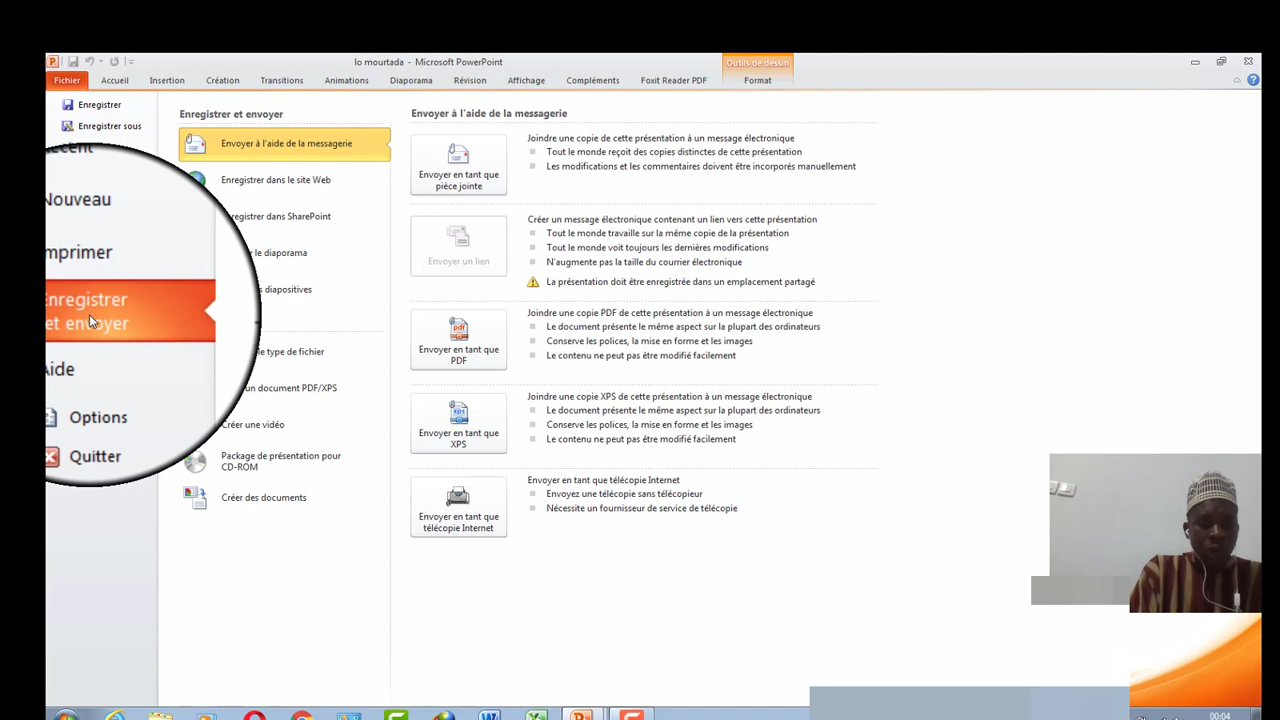 lo mourtada - Microsoft PowerPoint
Outils de dessin
Fichier Accueil Insertion Création Transitions Animations Diaporama Révision Affichage Compléments Foxit Reader PDF Format
Enregistrer
Enregistrer sous
Nouveau
mprimer
Enregistrer
et envoyer
Aide
Options
Quitter
Enregistrer et envoyer
Envoyer à l'aide de la messagerie
Enregistrer dans le site Web
registrer dans SharePoint
le diaporama
s diapositives
le type de fichier
un document PDF/XPS
Créer une vidéo
Package de présentation pour
CD-ROM
Créer des documents
Envoyer à l'aide de la messagerie
Envoyer en tant que
pièce jointe
Joindre une copie de cette présentation à un message électronique
Tout le monde reçoit des copies distinctes de cette présentation
Les modifications et les commentaires doivent être incorporés manuellement
Envoyer un lien
Créer un message électronique contenant un lien vers cette présentation
Tout le monde travaille sur la même copie de la présentation
Tout le monde voit toujours les dernières modifications
N'augmente pas la taille du courrier électronique
La présentation doit être enregistrée dans un emplacement partagé
pdf
Envoyer en tant que
PDF
Joindre une copie PDF de cette présentation à un message électronique
Le document présente le même aspect sur la plupart des ordinateurs
Conserve les polices, la mise en forme et les images
Le contenu ne peut pas être modifié facilement
xps
Envoyer en tant que
XPS
Joindre une copie XPS de cette présentation à un message électronique
Le document présente le même aspect sur la plupart des ordinateurs
Conserve les polices, la mise en forme et les images
Le contenu ne peut pas être modifié facilement
Envoyer en tant que
télécopie Internet
Envoyer en tant que télécopie Internet
Envoyez une télécopie sans télécopieur
Nécessite un fournisseur de service de télécopie
00:04